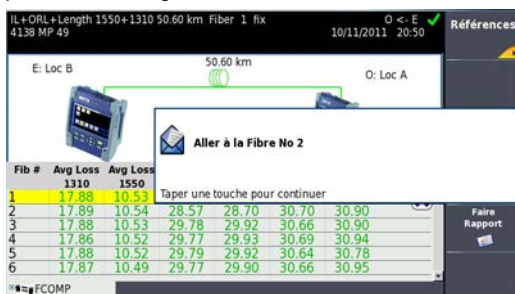 IL+ORL+Length 1550+1310 50.60 km Fiber 1 fix O <- E
4138 MP 49 10/11/2011 20:50
Références
50.60 km
E: Loc B
O: Loc A
Aller à la Fibre No 2
Taper une touche pour continuer
Fib # Avg Loss Avg Loss
1310 1550
1 17.88 10.53
2 17.89 10.54 28.57 28.70 30.70 30.90
3 17.88 10.53 29.78 29.92 30.66 30.90
4 17.86 10.52 29.77 29.93 30.69 30.94
5 17.88 10.52 29.79 29.92 30.64 30.78
6 17.87 10.49 29.77 29.90 30.66 30.95
Faire
Rapport
FCOMP